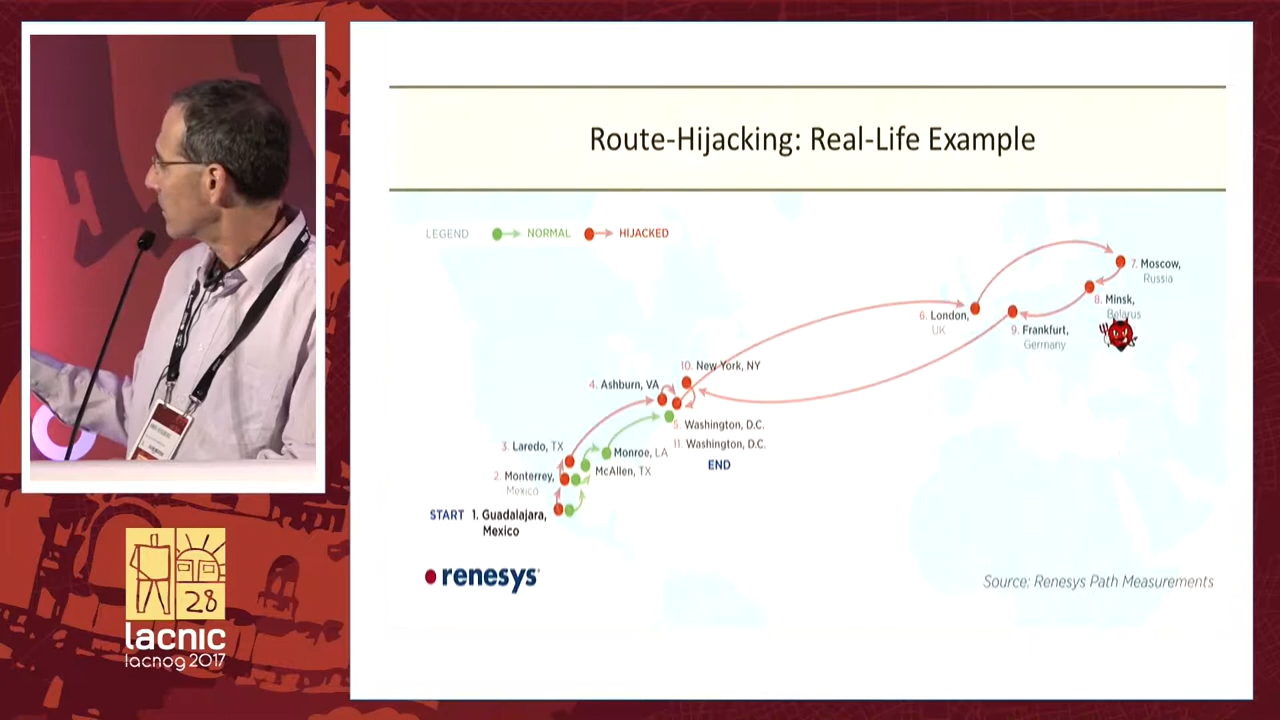 Route-Hijacking: Real-Life Example
LEGEND NORMAL HIJACKED
7. Moscow,
Russia
8. Minsk,
Belarus
6. London,
UK
9. Frankfurt,
Germany
10. New York, NY
4. Ashburn, VA
5. Washington, D.C.
11. Washington, D.C.
END
3. Laredo, TX
Monroe, LA
McAllen, TX
2. Monterrey,
Mexico
START 1. Guadalajara,
Mexico
renesys
Source: Renesys Path Measurements
28
lacnic
lacnog 2017